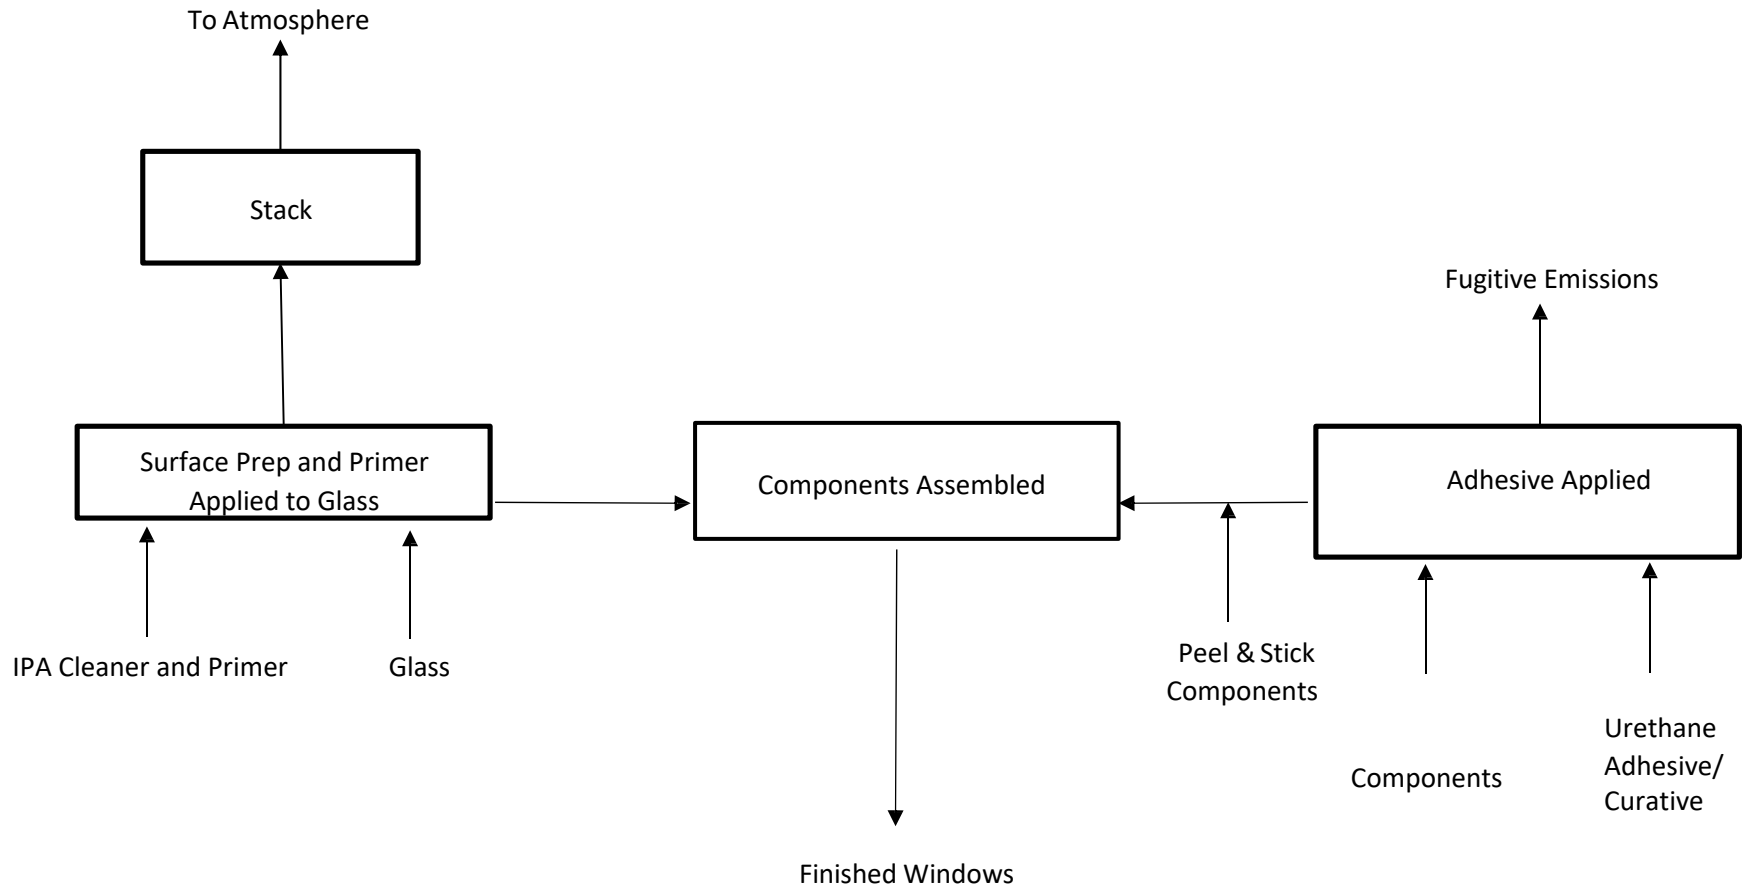 To Atmosphere
Stack
Fugitive Emissions
Surface Prep and Primer
Applied to Glass
Components Assembled
Adhesive Applied
IPA Cleaner and Primer
Glass
Peel & Stick
Components
Components
Urethane
Adhesive/
Curative
Finished Windows